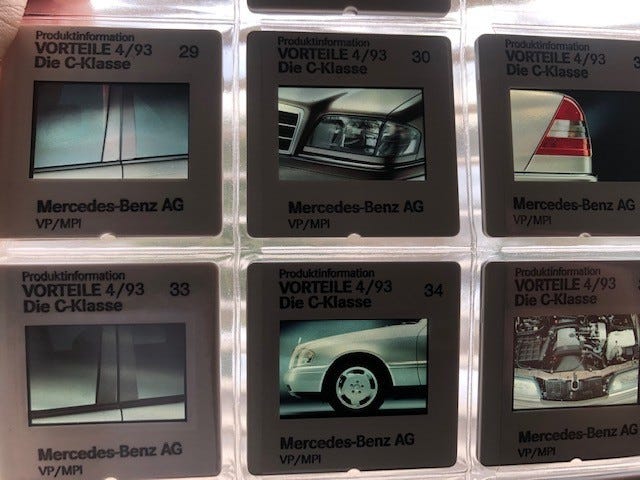 Produktinformation
VORTEILE 4/93 29
Die C-Klasse
Mercedes-Benz AG
VP/MPI
Produktinformation
VORTEILE 4/93 30
Die C-Klasse
Mercedes-Benz AG
VP/MPI
Produktinformation
VORTEILE 4/93
Die C-Klasse
Mercedes-Benz AG
VP/MPI
Produktinformation
VORTEILE 4/93 33
Die C-Klasse
Mercedes-Benz AG
VP/MPI
Produktinformation
VORTEILE 4/93 34
Die C-Klasse
Mercedes-Benz AG
VP/MPI
Produktinformation
VORTEILE 4/93
Die C-Klasse
Mercedes-Benz AG
VP/MPI